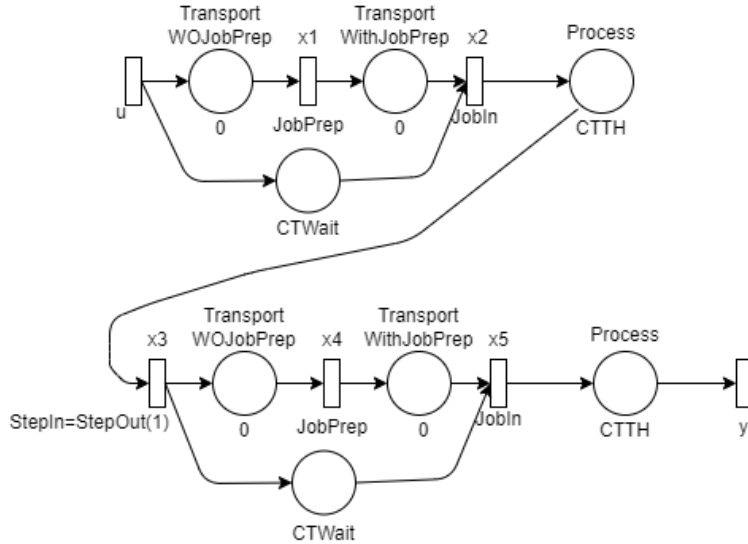 Transport
WOJobPrep
x1
Transport
WithJobPrep
x2
Process
u
0
JobPrep
0
JobIn
CTTH
CTWait
x3
Transport
WOJobPrep
x4
Transport
WithJobPrep
x5
Process
StepIn=StepOut(1)
0
JobPrep
0
JobIn
CTTH
y
CTWait